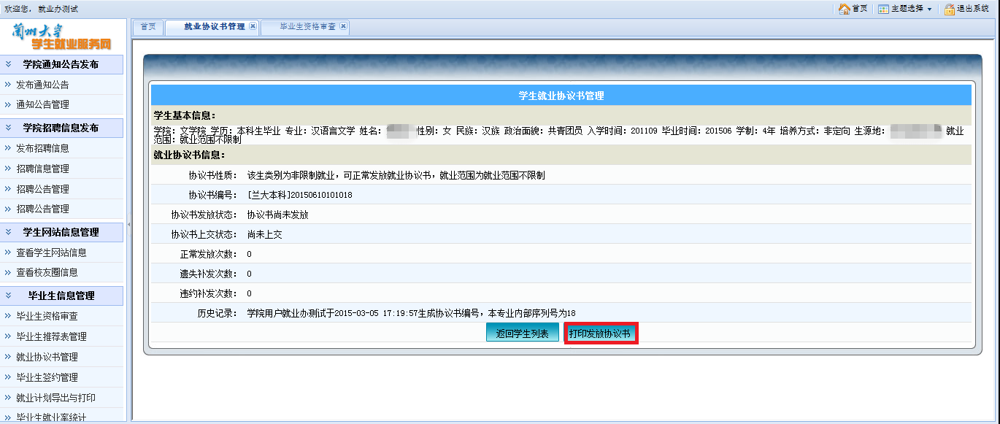 欢迎您，就业办测试
首页 主题选择 退出系统
兰州大学
学生就业服务网
首页 就业协议书管理 毕业生资格审查
学院通知公告发布
发布通知公告
通知公告管理
学院招聘信息发布
发布招聘信息
招聘信息管理
招聘公告管理
招聘公告管理
学生网站信息管理
查看学生网站信息
查看校友圈信息
毕业生信息管理
毕业生资格审查
毕业生推荐表管理
就业协议书管理
毕业生签约管理
就业计划导出与打印
毕业生就业率统计
学生就业协议书管理
学生基本信息：
学院：文学院 学历：本科生毕业 专业：汉语言文学 姓名： 性别：女 民族：汉族 政治面貌：共青团员 入学时间：201109 毕业时间：201506 学制：4年 培养方式：非定向 生源地： 就业
范围：就业范围不限制
就业协议书信息：
协议书性质： 该生类别为非限制就业，可正常发放就业协议书，就业范围为就业范围不限制
协议书编号： [兰大本科]20150610101018
协议书发放状态： 协议书尚未发放
协议书上交状态： 尚未上交
正常发放次数： 0
遗失补发次数： 0
违约补发次数： 0
历史记录： 学院用户就业办测试于2015-03-05 17:19:57生成协议书编号，本专业内部序列号为18
返回学生列表 打印发放协议书